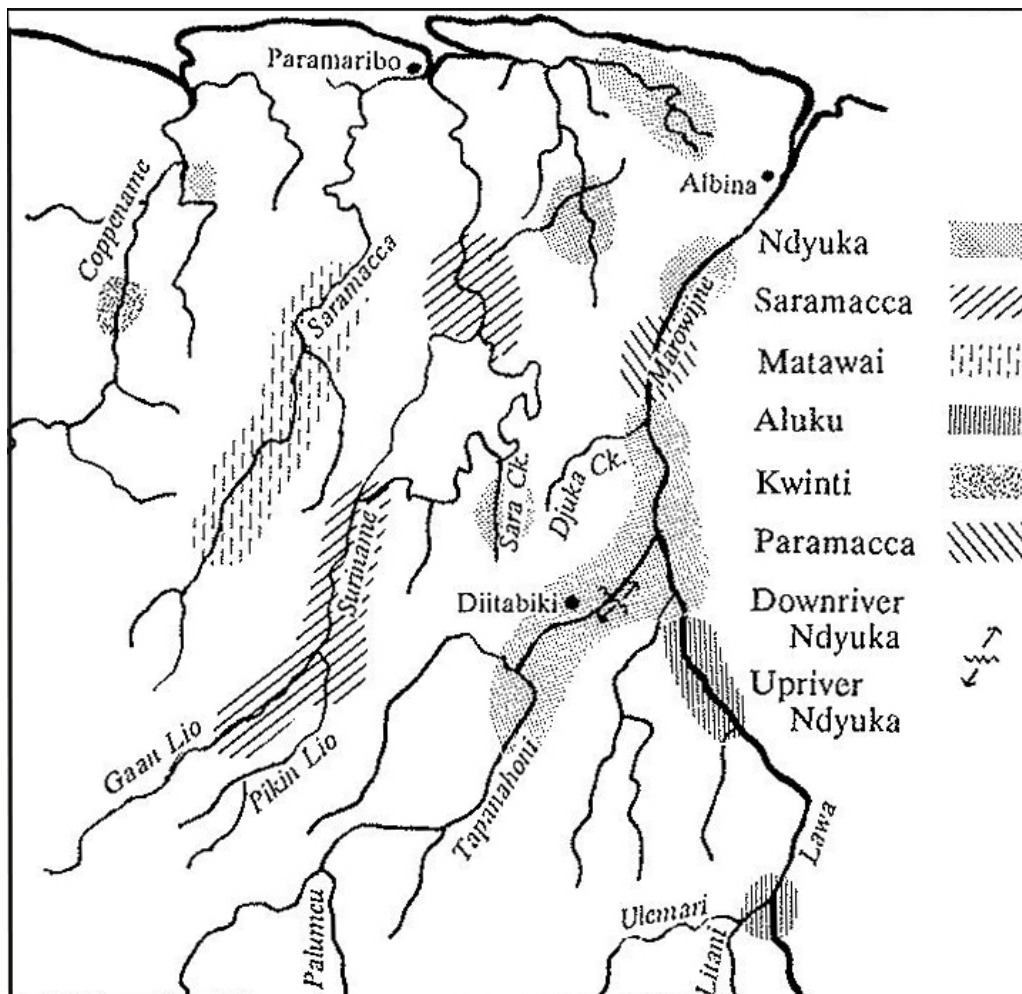 Paramaribo
Albina
Coppename
Saramacca
Marowijne
Ndyuka
Saramacca
Matawai
Aluku
Kwinti
Paramacca
Downriver
Ndyuka
Upriver
Ndyuka
Djuka Ck.
Sara Ck.
Suriname
Diitabiki
Gaan Lio
Pikin Lio
Tapanahoni
Lawa
Ulemari
Litani
Palumeu